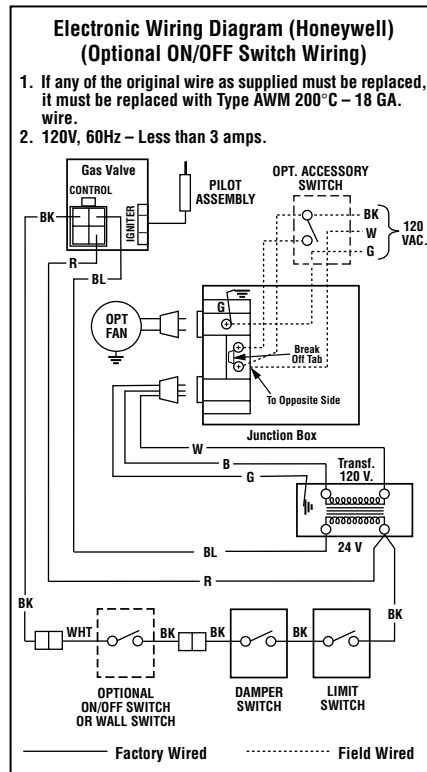 Electronic Wiring Diagram (Honeywell)
(Optional ON/OFF Switch Wiring)
1. If any of the original wire as supplied must be replaced,
it must be replaced with Type AWM 200°C – 18 GA.
wire.
2. 120V, 60Hz – Less than 3 amps.
Gas Valve
CONTROL
IGNITER
PILOT
ASSEMBLY
OPT. ACCESSORY
SWITCH
BK
W
G
120
VAC.
BK
R
BL
OPT
FAN
G
Break
Off Tab
To Opposite Side
Junction Box
W
B
G
Transf.
120 V.
24 V
BL
R
BK
BK
WHT
BK
BK
BK
OPTIONAL
ON/OFF SWITCH
OR WALL SWITCH
DAMPER
SWITCH
LIMIT
SWITCH
Factory Wired
Field Wired